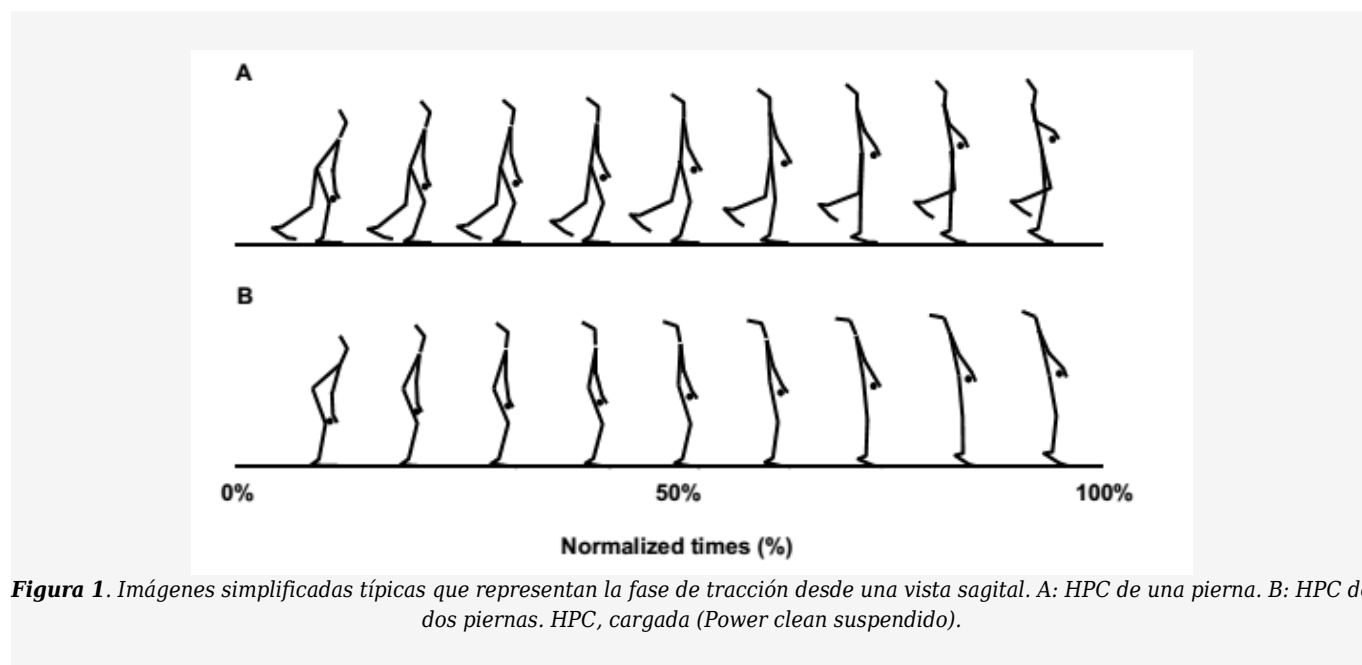 A
B
0% 50% 100%
Normalized times (%)
Figura 1. Imágenes simplificadas típicas que representan la fase de tracción desde una vista sagital. A: HPC de una pierna. B: HPC
dos piernas. HPC, cargada (Power clean suspendido).